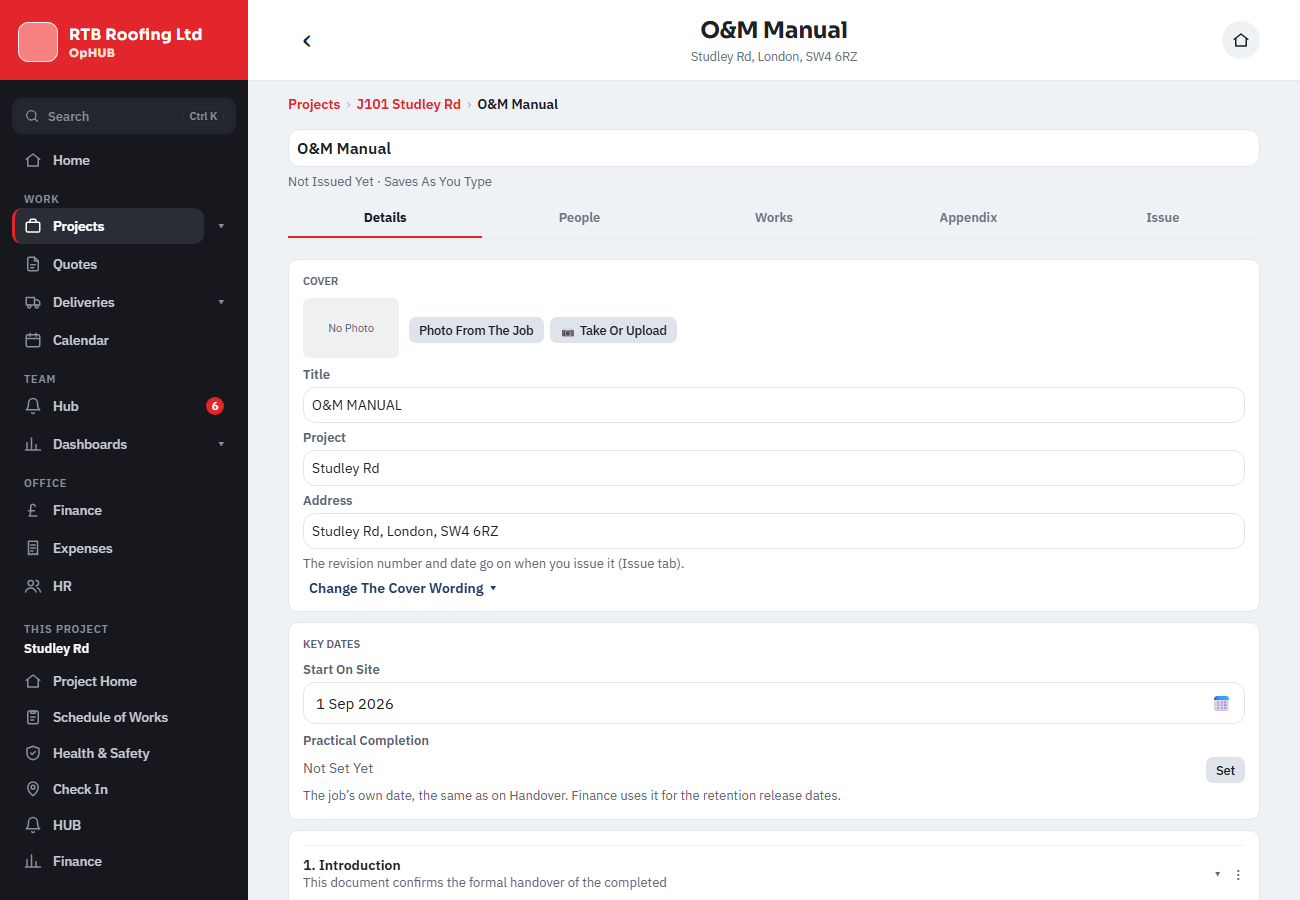 RTB Roofing Ltd
OpHUB
Search
Ctrl K
Home
WORK
Projects
Quotes
Deliveries
Calendar
TEAM
Hub
6
Dashboards
OFFICE
Finance
Expenses
HR
THIS PROJECT
Studley Rd
Project Home
Schedule of Works
Health & Safety
Check In
HUB
Finance
O&M Manual
Studley Rd, London, SW4 6RZ
Projects › J101 Studley Rd › O&M Manual
O&M Manual
Not Issued Yet · Saves As You Type
Details
People
Works
Appendix
Issue
COVER
No Photo
Photo From The Job
Take Or Upload
Title
O&M MANUAL
Project
Studley Rd
Address
Studley Rd, London, SW4 6RZ
The revision number and date go on when you issue it (Issue tab).
Change The Cover Wording
KEY DATES
Start On Site
1 Sep 2026
Practical Completion
Not Set Yet
Set
The job’s own date, the same as on Handover. Finance uses it for the retention release dates.
1. Introduction
This document confirms the formal handover of the completed